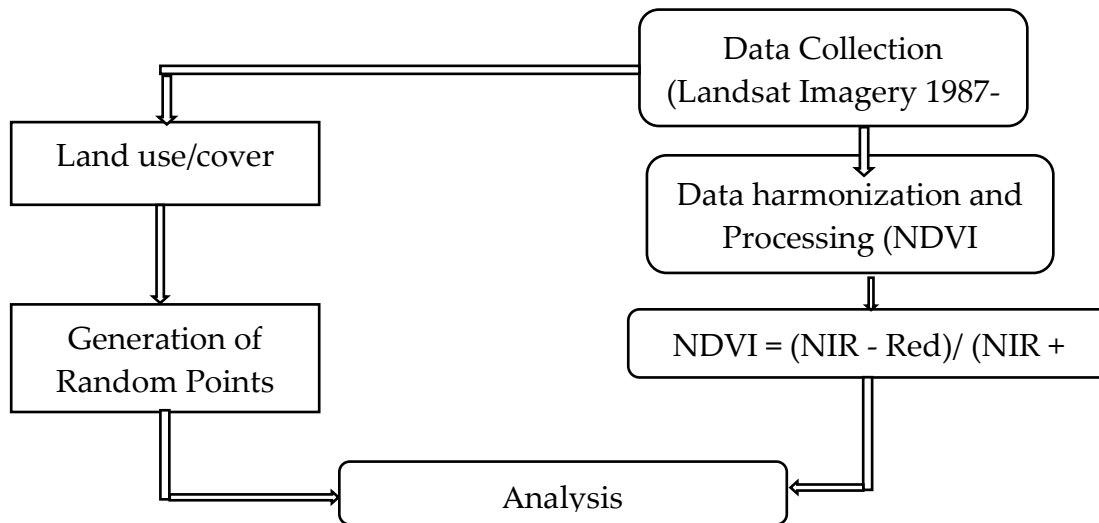 Data Collection
(Landsat Imagery 1987-
Land use/cover
Data harmonization and
Processing (NDVI
Generation of
Random Points
NDVI = (NIR - Red)/ (NIR +
Analysis